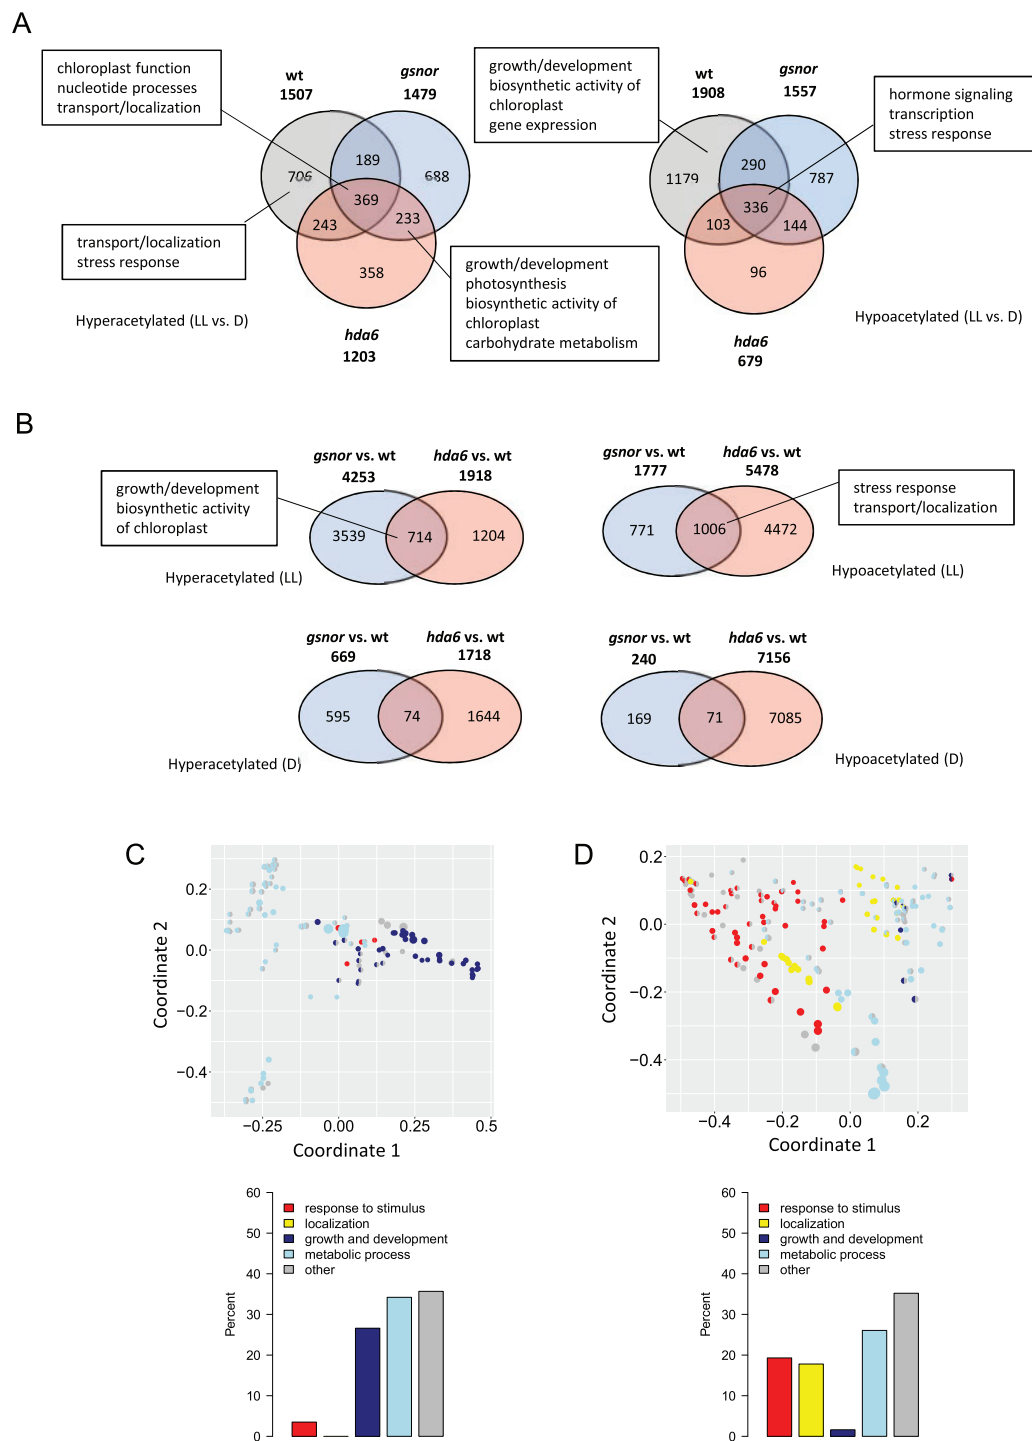 A
chloroplast function
nucleotide processes
transport/localization
wt
1507
gsnor
1479
189
706
688
369
243
233
358
transport/localization
stress response
growth/development
photosynthesis
biosynthetic activity of
chloroplast
carbohydrate metabolism
Hyperacetylated (LL vs. D)
hda6
1203
growth/development
biosynthetic activity of
chloroplast
gene expression
wt
1908
gsnor
1557
hormone signaling
transcription
stress response
290
1179
787
336
103
144
96
Hypoacetylated (LL vs. D)
hda6
679
B
gsnor vs. wt
4253
hda6 vs. wt
1918
growth/development
biosynthetic activity
of chloroplast
3539
714
1204
Hyperacetylated (LL)
gsnor vs. wt
1777
hda6 vs. wt
5478
stress response
transport/localization
771
1006
4472
Hypoacetylated (LL)
gsnor vs. wt
669
hda6 vs. wt
1718
595
74
1644
Hyperacetylated (D)
gsnor vs. wt
240
hda6 vs. wt
7156
169
71
7085
Hypoacetylated (D)
C
Coordinate 2
0.2
0.0
−0.2
−0.4
−0.25
0.00
0.25
0.5
Coordinate 1
Percent
60
50
40
30
20
10
0
response to stimulus
localization
growth and development
metabolic process
other
D
Coordinate 2
0.2
0.0
−0.2
−0.4
−0.4
−0.2
0.0
0.2
Coordinate 1
Percent
60
50
40
30
20
10
0
response to stimulus
localization
growth and development
metabolic process
other